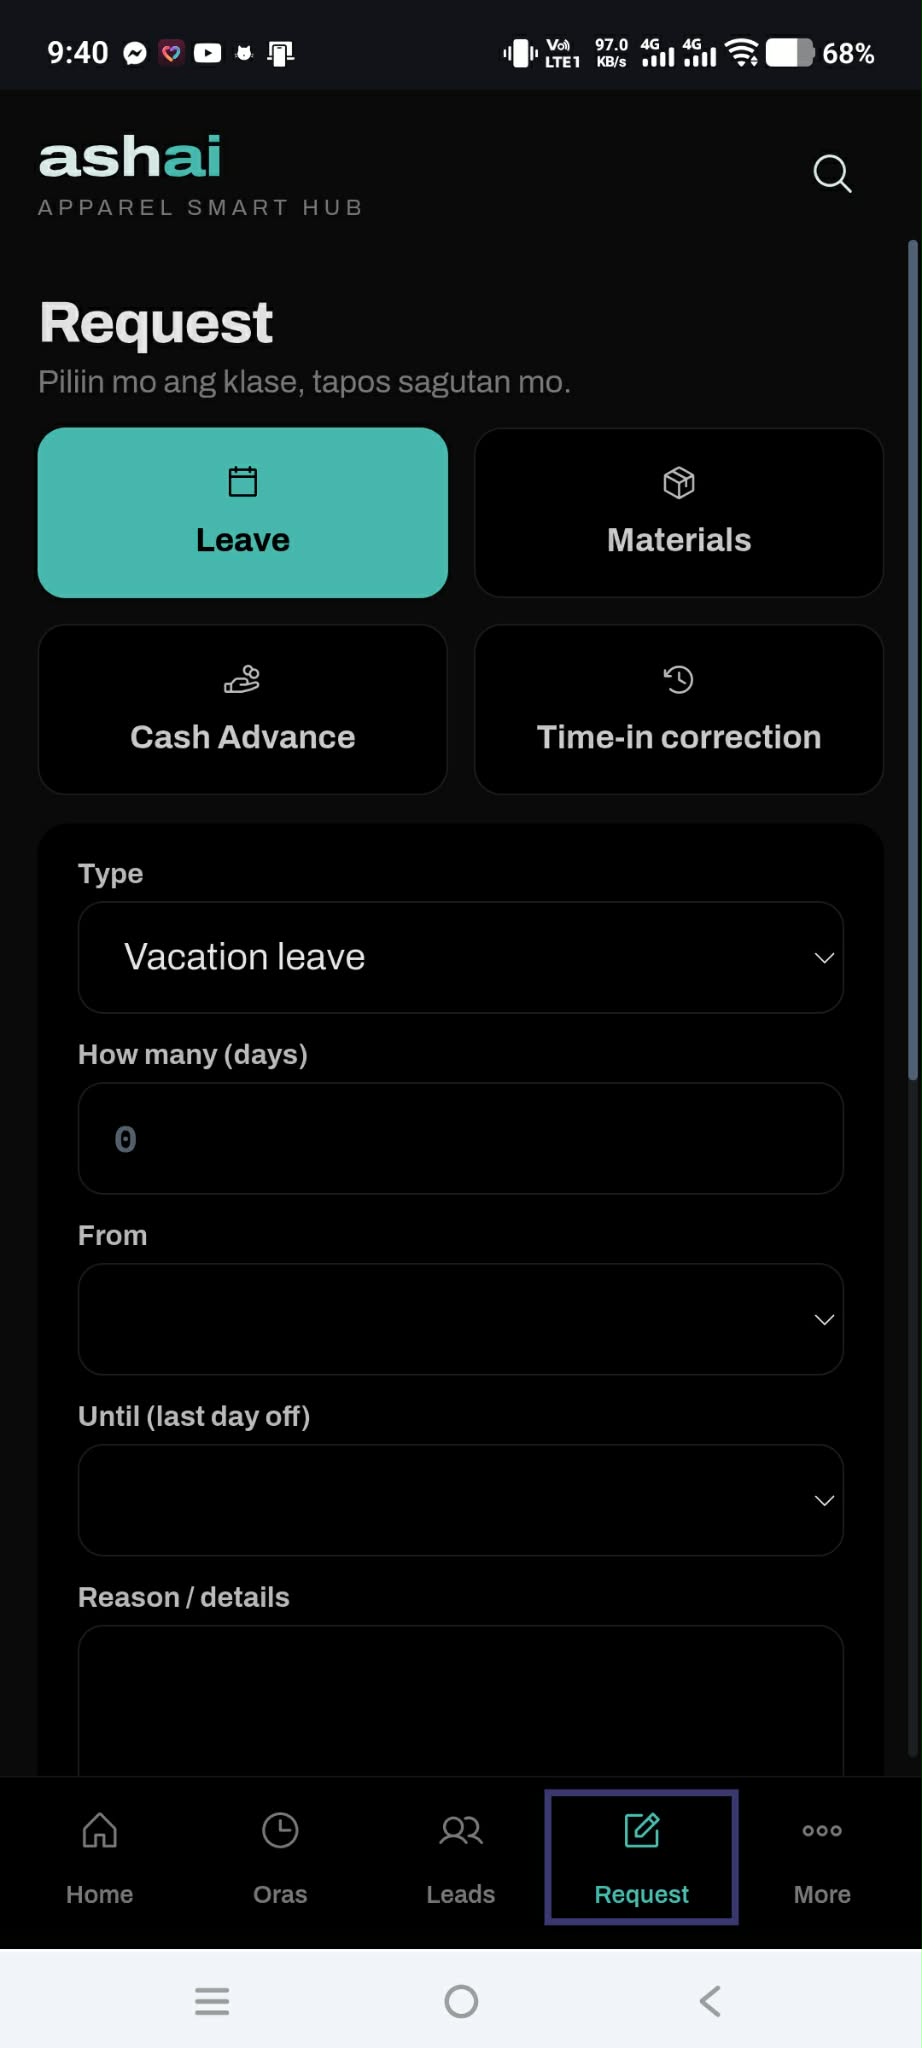 9:40
Vo) LTE1
97.0 KB/s
4G
4G
68%
ashai
APPAREL SMART HUB
Request
Piliin mo ang klase, tapos sagutan mo.
Leave
Materials
Cash Advance
Time-in correction
Type
Vacation leave
How many (days)
0
From
Until (last day off)
Reason / details
Home
Oras
Leads
Request
More